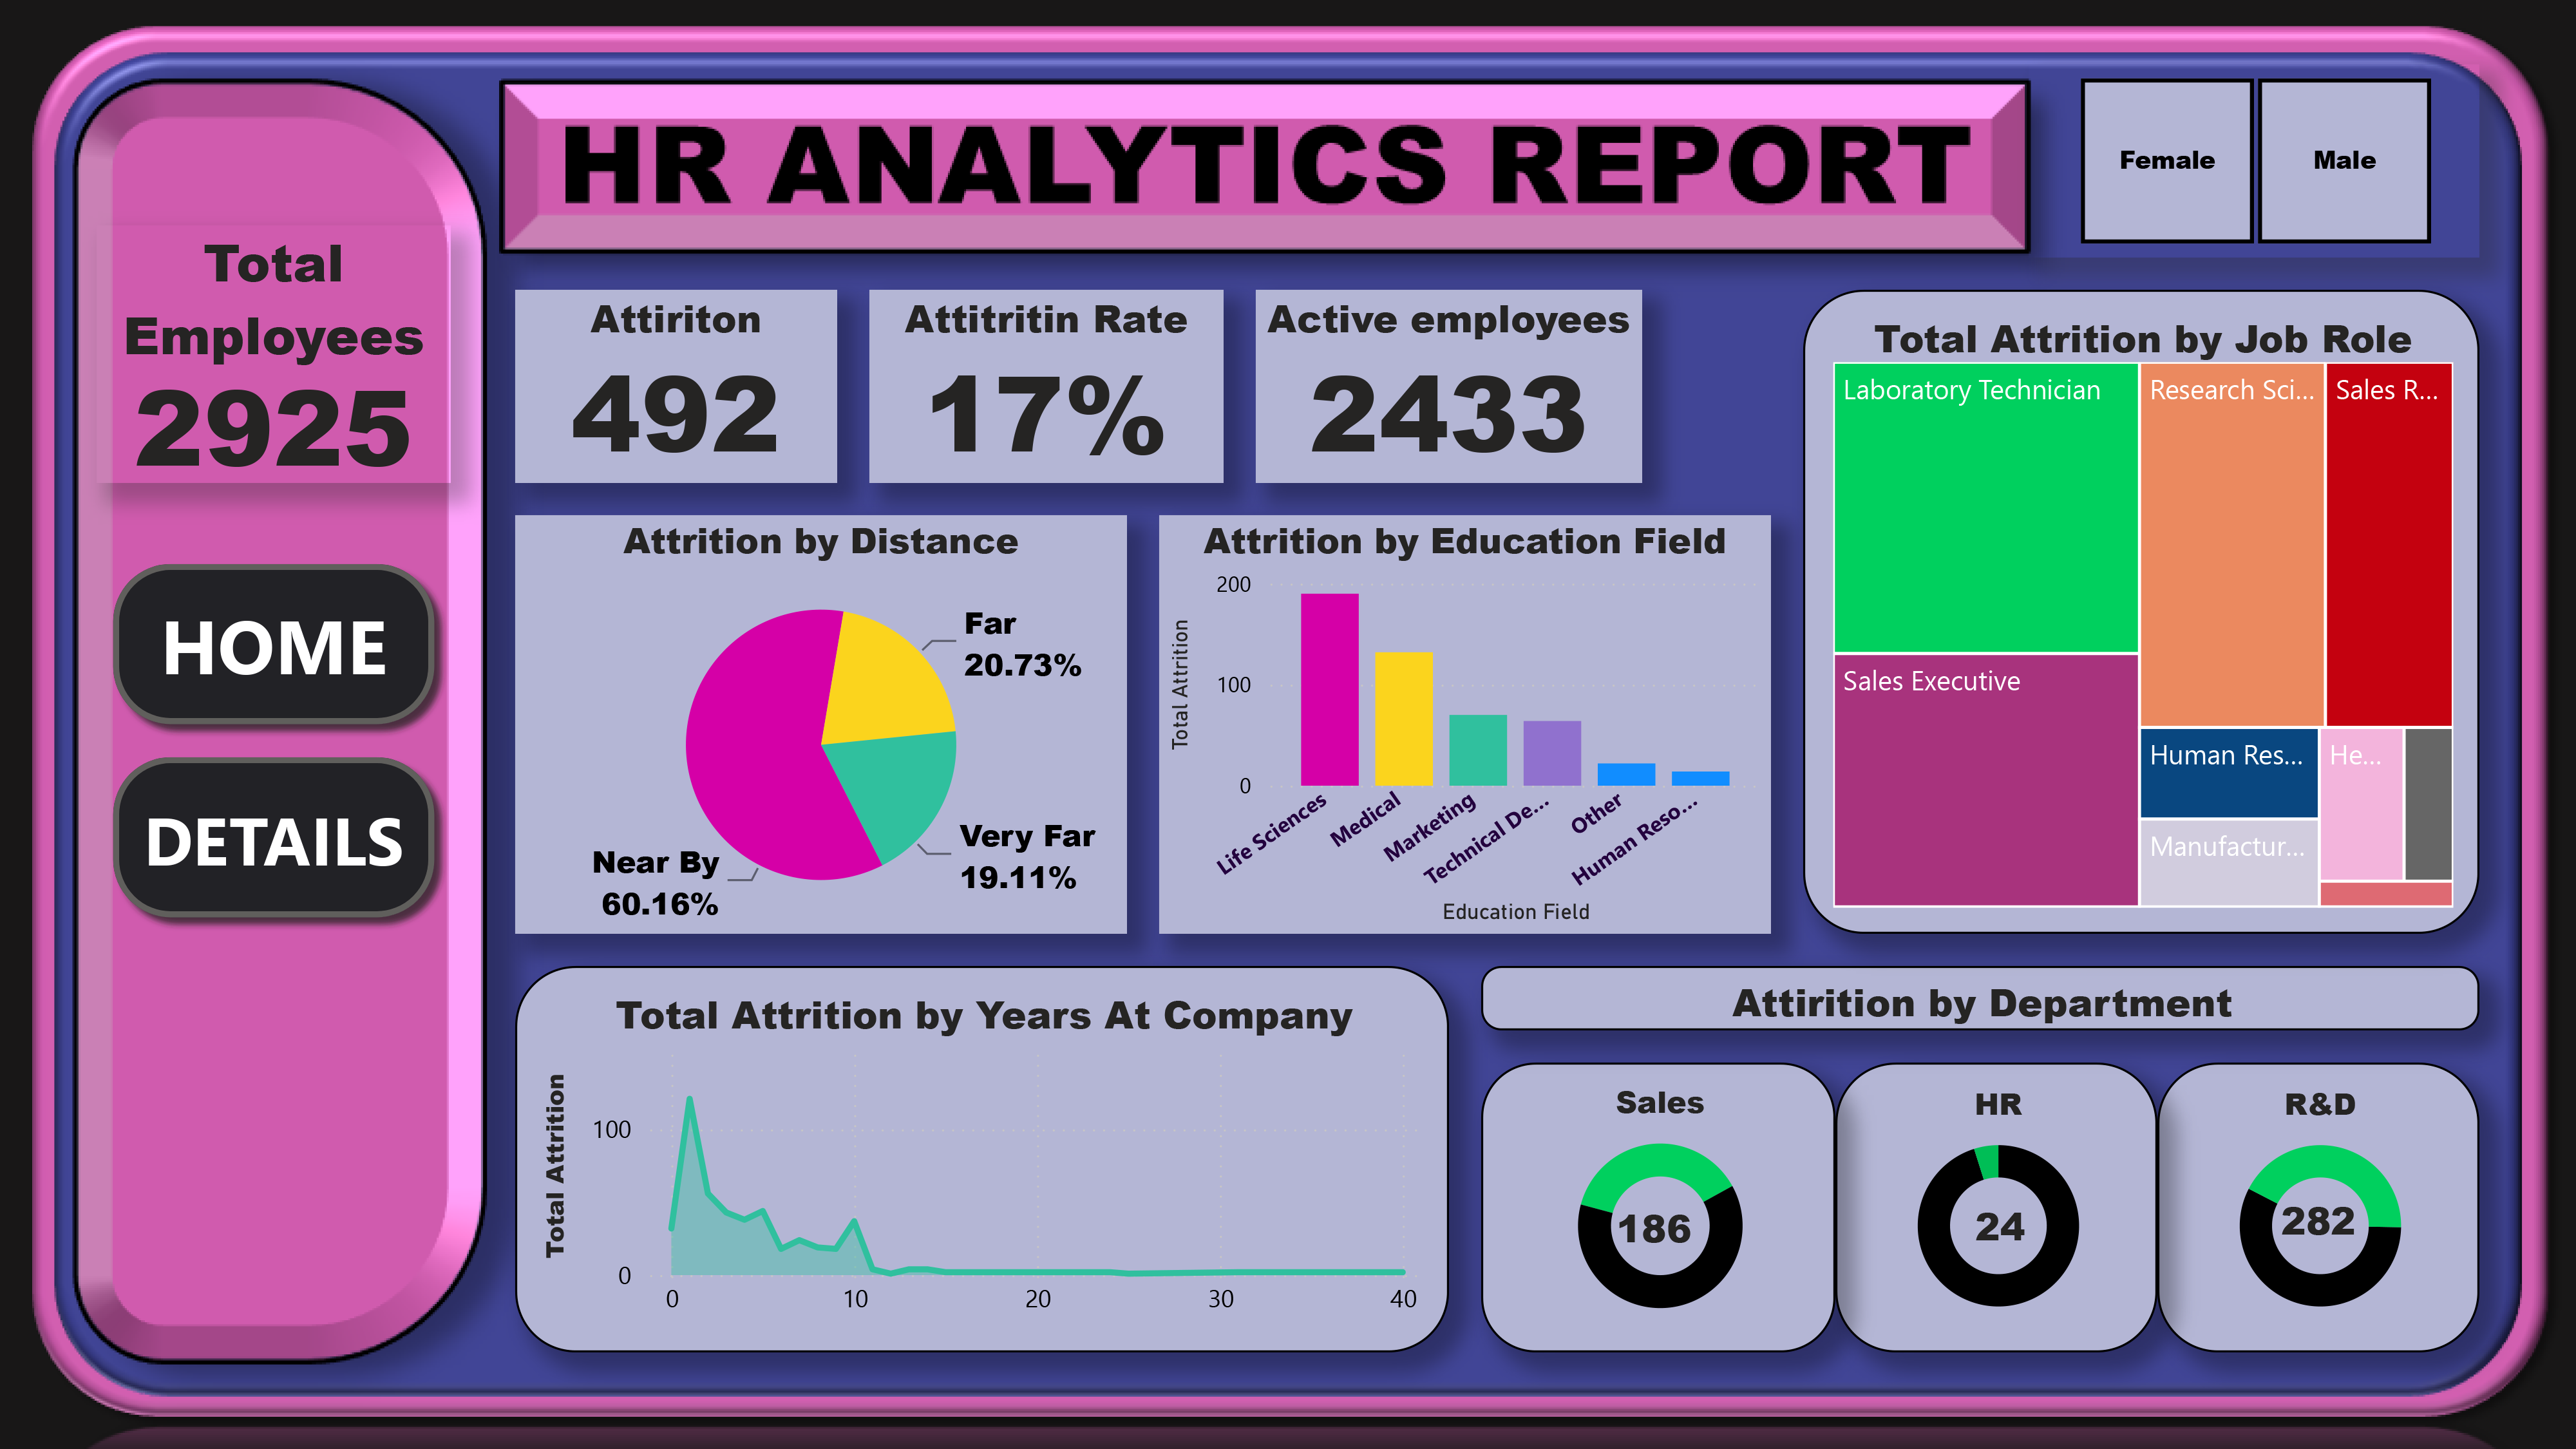 HR ANALYTICS REPORT
Female
Male
Total
Employees
2925
HOME
DETAILS
Attiriton
492
Attitritin Rate
17%
Active employees
2433
Attrition by Distance
Far
20.73%
Very Far
19.11%
Near By
60.16%
Attrition by Education Field
Total Attrition
200
100
0
Life Sciences
Medical
Marketing
Technical De...
Other
Human Reso...
Education Field
Total Attrition by Job Role
Laboratory Technician
Research Sci...
Sales R...
Sales Executive
Human Res...
He...
Manufactur...
Total Attrition by Years At Company
Total Attrition
100
0
0
10
20
30
40
Attirition by Department
Sales
186
HR
24
R&D
282